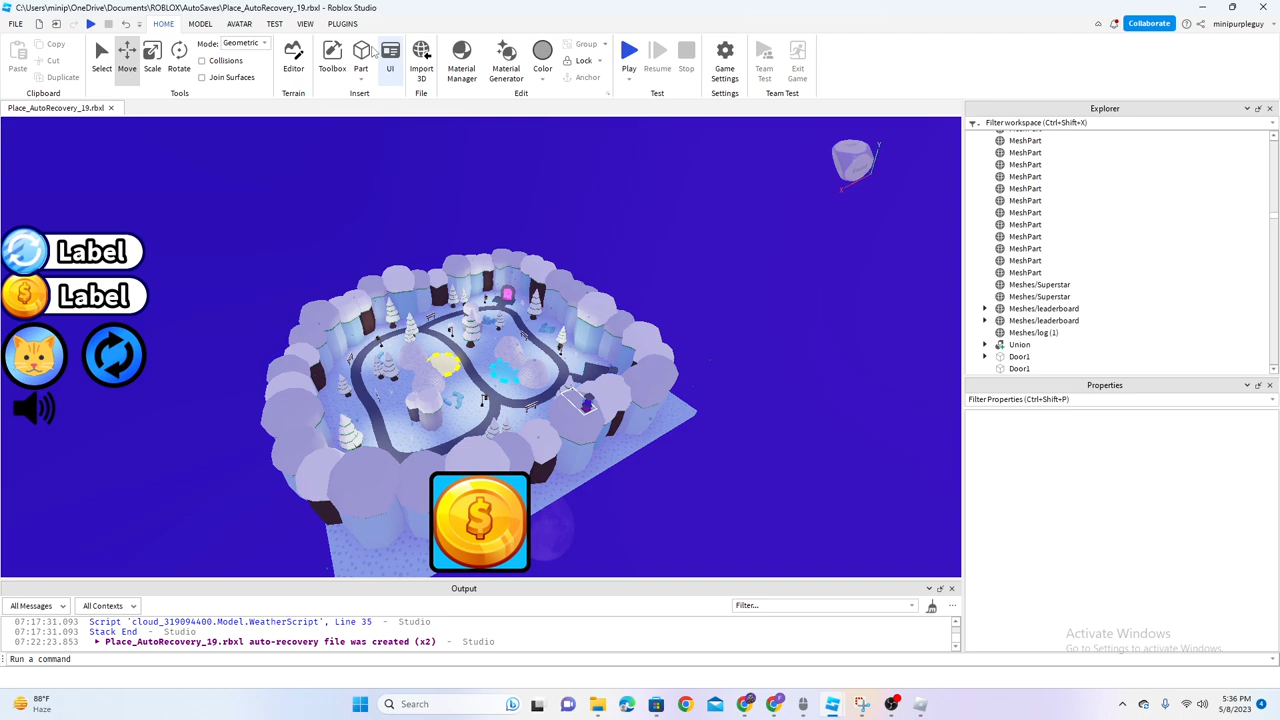 C:\Users\minip\OneDrive\Documents\ROBLOX\AutoSaves\Place_AutoRecovery_19.rbxl - Roblox Studio
FILE HOME MODEL AVATAR TEST VIEW PLUGINS
Collaborate minipurpleguy
Paste Copy Cut Duplicate
Clipboard
Select Move Scale Rotate
Mode: Geometric
Collisions
Join Surfaces
Tools
Editor
Terrain
Toolbox Part UI
Insert
Import 3D
File
Material Manager
Material Generator
Color
Group
Lock
Anchor
Edit
Play Resume Stop
Test
Game Settings
Settings
Team Test
Exit Game
Team Test
Place_AutoRecovery_19.rbxl
Label
Label
Y
X
Explorer
Filter workspace (Ctrl+Shift+X)
MeshPart
MeshPart
MeshPart
MeshPart
MeshPart
MeshPart
MeshPart
MeshPart
MeshPart
MeshPart
MeshPart
MeshPart
MeshPart
Meshes/Superstar
Meshes/Superstar
Meshes/leaderboard
Meshes/leaderboard
Meshes/log (1)
Union
Door1
Door1
Properties
Filter Properties (Ctrl+Shift+P)
Output
All Messages All Contexts Filter...
07:17:31.093 Script 'cloud_319094400.Model.WeatherScript', Line 35 - Studio
07:17:31.093 Stack End - Studio
07:22:23.853 Place_AutoRecovery_19.rbxl auto-recovery file was created (x2) - Studio
Run a command
Activate Windows
Go to Settings to activate Windows.
88°F
Haze
Search
5:36 PM
5/8/2023